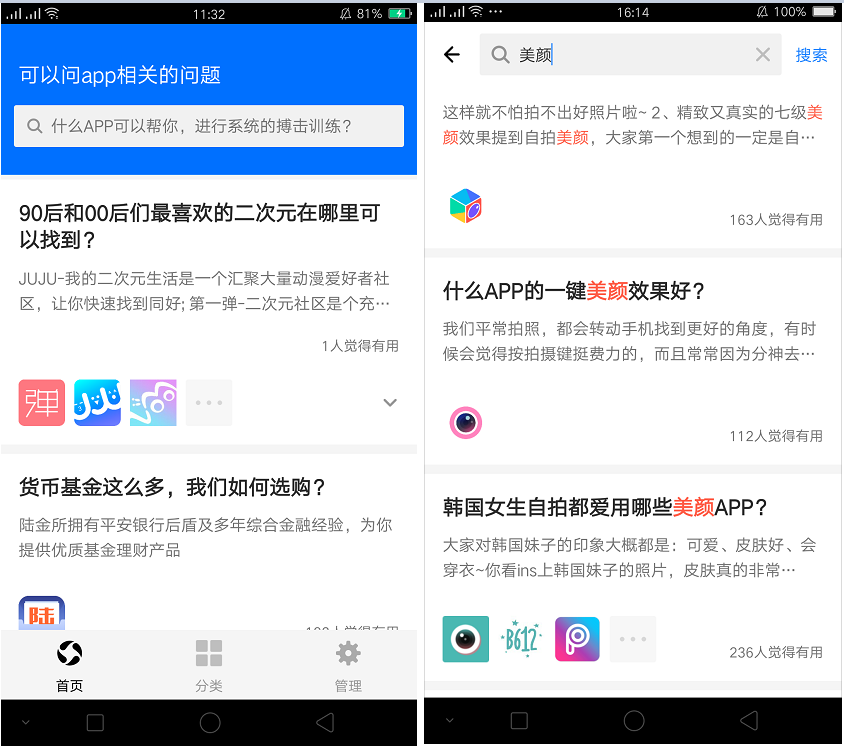 11:32
81%
可以问app相关的问题
什么APP可以帮你，进行系统的搏击训练？
90后和00后们最喜欢的二次元在哪里可
以找到？
JUJU-我的二次元生活是一个汇聚大量动漫爱好者社
区，让你快速找到同好; 第一弹-二次元社区是个充…
1人觉得有用
弹
JUJU
货币基金这么多，我们如何选购？
陆金所拥有平安银行后盾及多年综合金融经验，为你
提供优质基金理财产品
陆
首页
分类
管理
16:14
100%
美颜
搜索
这样就不怕拍不出好照片啦~ 2、精致又真实的七级美
颜效果提到自拍美颜，大家第一个想到的一定是自…
163人觉得有用
什么APP的一键美颜效果好？
我们平常拍照，都会转动手机找到更好的角度，有时
候会觉得按拍摄键挺费力的，而且常常因为分神去…
112人觉得有用
韩国女生自拍都爱用哪些美颜APP？
大家对韩国妹子的印象大概都是：可爱、皮肤好、会
穿衣~你看ins上韩国妹子的照片，皮肤真的非常…
B612
236人觉得有用